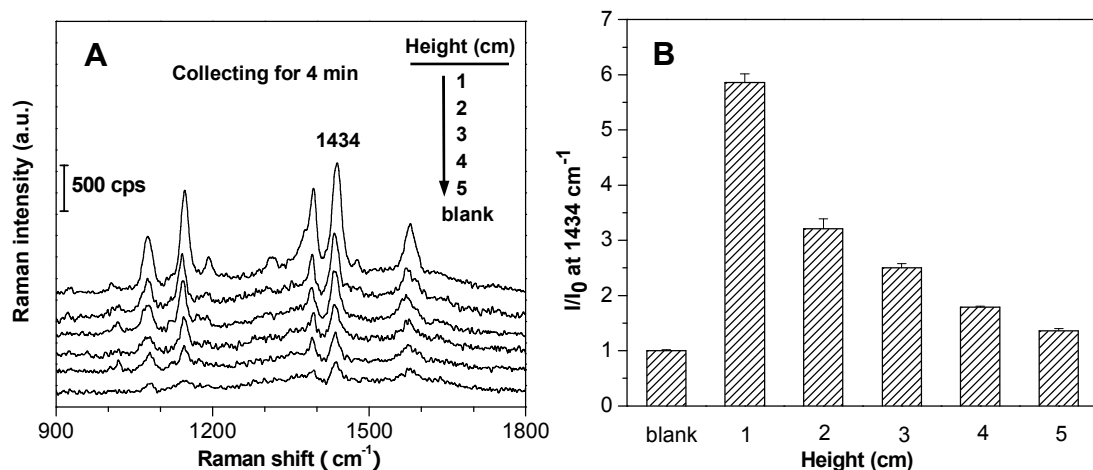 A
Collecting for 4 min
Height (cm)
1
2
3
4
5
blank
1434
500 cps
Raman intensity (a.u.)
900
1200
1500
1800
Raman shift ( cm⁻¹)
B
I/I₀ at 1434 cm⁻¹
7
6
5
4
3
2
1
0
blank
1
2
3
4
5
Height (cm)